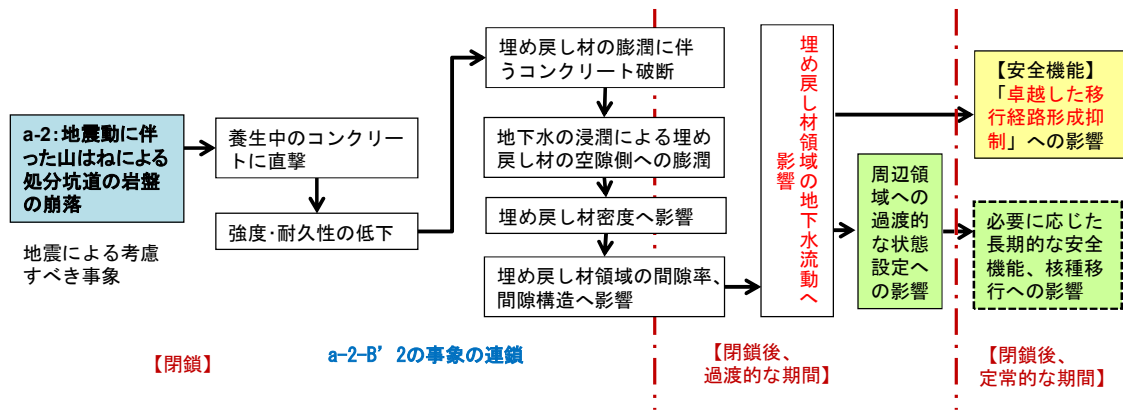 a-2:地震動に伴
った山はねによる
処分坑道の岩盤
の崩落
地震による考慮
すべき事象
養生中のコンクリー
トに直撃
強度・耐久性の低下
埋め戻し材の膨潤に伴
うコンクリート破断
地下水の浸潤による埋め
戻し材の空隙側への膨潤
埋め戻し材密度へ影響
埋め戻し材領域の間隙率、
間隙構造へ影響
埋め戻し材領域の地下水流動へ
影響
周辺領
域への
過渡的
な状態
設定へ
の影響
【安全機能】
「卓越した移
行経路形成抑
制」への影響
必要に応じた
長期的な安全
機能、核種移
行への影響
【閉鎖】
a-2-B’2の事象の連鎖
【閉鎖後、
過渡的な期間】
【閉鎖後、
定常的な期間】